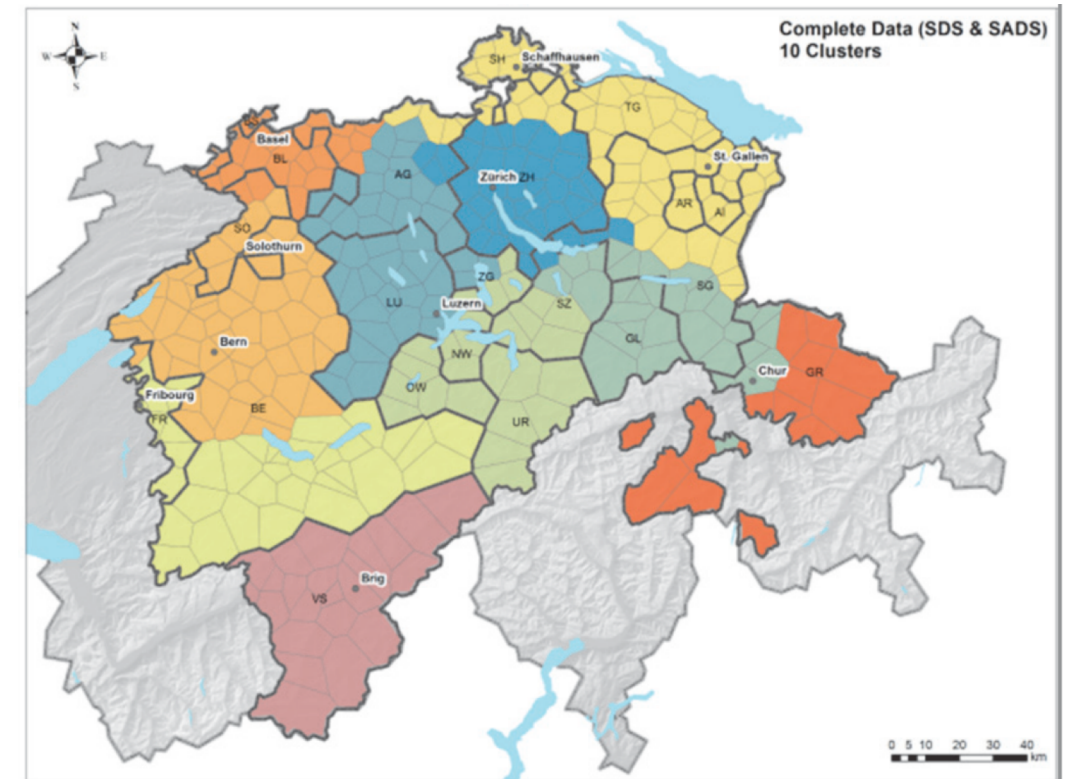 N
W E
S
Complete Data (SDS & SADS)
10 Clusters
SH
Schaffhausen
TG
Basel
BL
St. Gallen
AG
Zürich
ZH
AR
AI
SO
Solothurn
ZG
SG
LU
Luzern
SZ
Bern
GL
NW
Chur
GR
OW
Fribourg
FR
BE
UR
Brig
VS
0 5 10 20 30 40
km